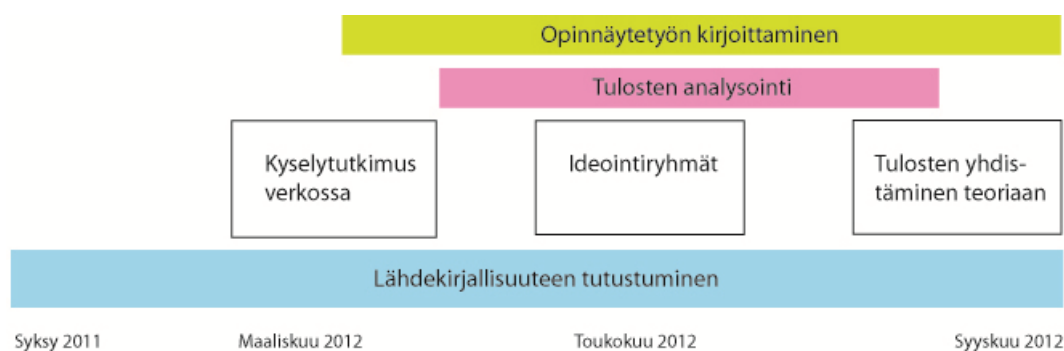 Opinnäytetyön kirjoittaminen
Tulosten analysointi
Kyselytutkimus
verkossa
Ideointiryhmät
Tulosten yhdis-
täminen teoriaan
Lähdekirjallisuuteen tutustuminen
Syksy 2011
Maaliskuu 2012
Toukokuu 2012
Syyskuu 2012